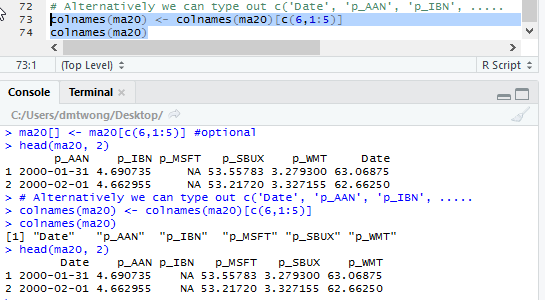 72 # Alternatively we can type out c('Date', 'p_AAN', 'p_IBN', .....
73 colnames(ma20) <- colnames(ma20)[c(6,1:5)]
74 colnames(ma20)
73:1 (Top Level) R Script
Console Terminal
C:/Users/dmtwong/Desktop/
> ma20[] <- ma20[c(6,1:5)] #optional
> head(ma20, 2)
p_AAN p_IBN p_MSFT p_SBUX p_WMT Date
1 2000-01-31 4.690735 NA 53.55783 3.279300 63.06875
2 2000-02-01 4.662955 NA 53.21720 3.327155 62.66250
> # Alternatively we can type out c('Date', 'p_AAN', 'p_IBN', .....
> colnames(ma20) <- colnames(ma20)[c(6,1:5)]
> colnames(ma20)
[1] "Date" "p_AAN" "p_IBN" "p_MSFT" "p_SBUX" "p_WMT"
> head(ma20, 2)
Date p_AAN p_IBN p_MSFT p_SBUX p_WMT
1 2000-01-31 4.690735 NA 53.55783 3.279300 63.06875
2 2000-02-01 4.662955 NA 53.21720 3.327155 62.66250